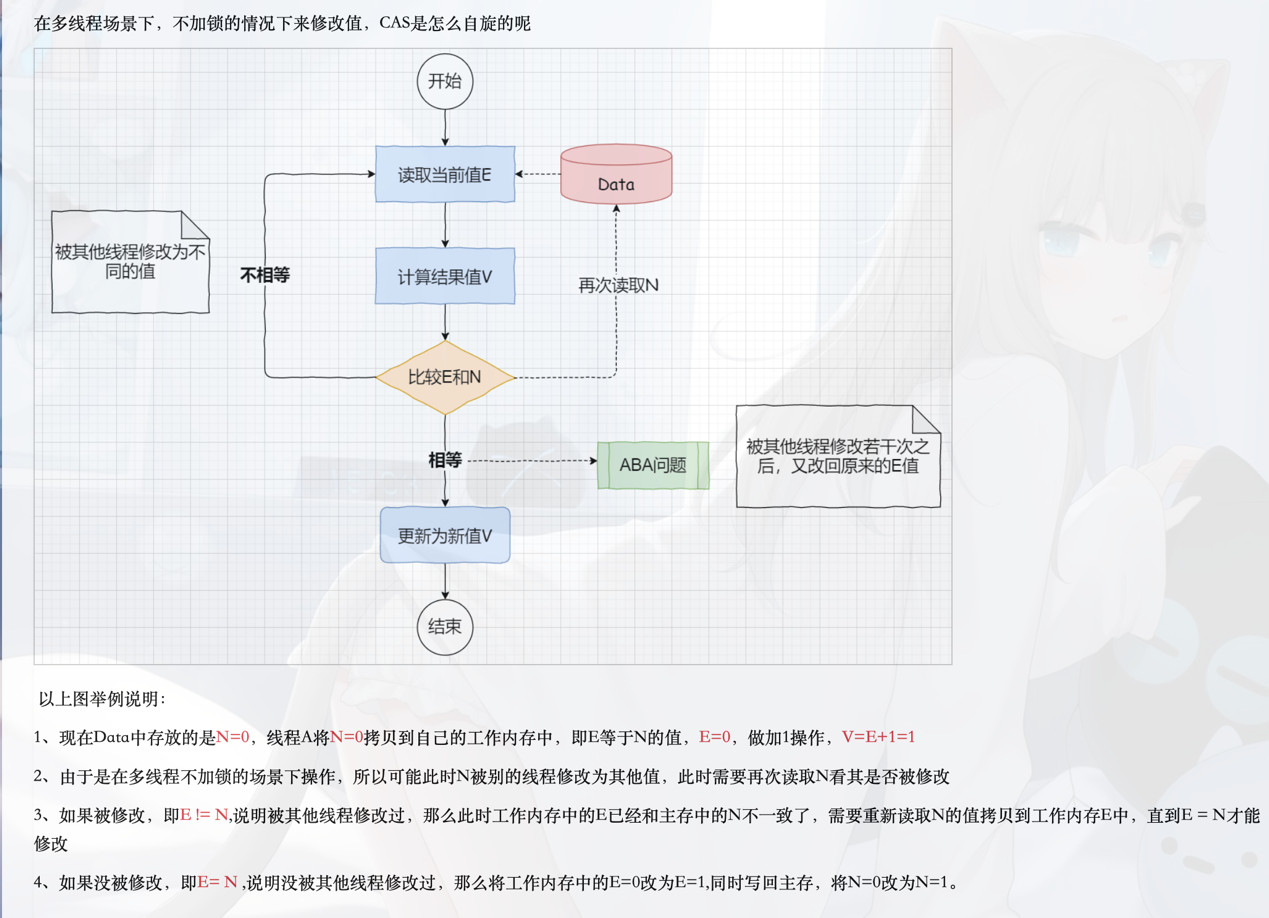 在多线程场景下，不加锁的情况下来修改值，CAS是怎么自旋的呢
开始
读取当前值E
Data
被其他线程修改为不
同的值
不相等
计算结果值V
再次读取N
比较E和N
相等
ABA问题
被其他线程修改若干次之
后，又改回原来的E值
更新为新值V
结束
以上图举例说明：
1、现在Data中存放的是N=0，线程A将N=0拷贝到自己的工作内存中，即E等于N的值，E=0，做加1操作，V=E+1=1
2、由于是在多线程不加锁的场景下操作，所以可能此时N被别的线程修改为其他值，此时需要再次读取N看其是否被修改
3、如果被修改，即E != N,说明被其他线程修改过，那么此时工作内存中的E已经和主存中的N不一致了，需要重新读取N的值拷贝到工作内存E中，直到E = N才能
修改
4、如果没被修改，即E= N ,说明没被其他线程修改过，那么将工作内存中的E=0改为E=1,同时写回主存，将N=0改为N=1。